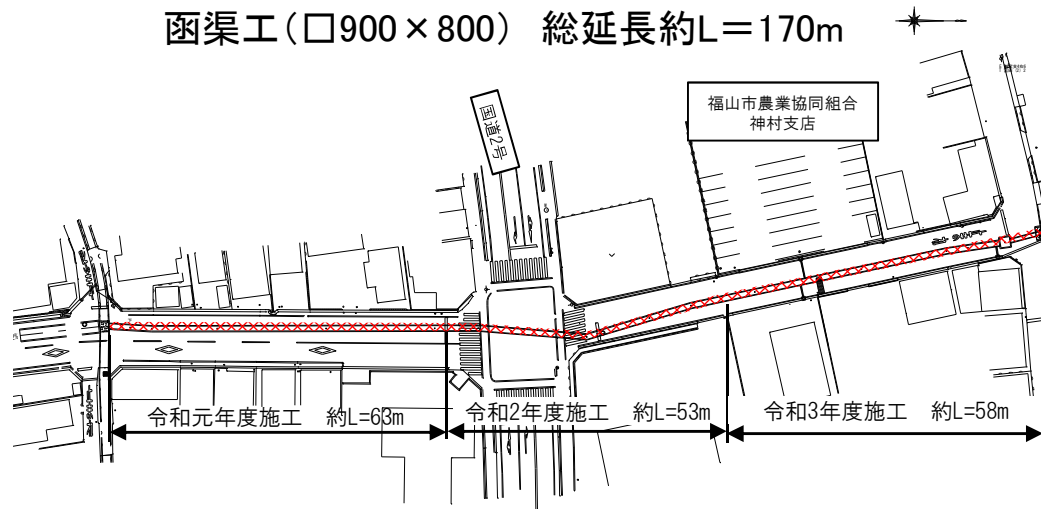 函渠工(□900×800) 総延長約L=170m
国道2号
福山市農業協同組合
神村支店
令和元年度施工 約L=63m
令和2年度施工 約L=53m
令和3年度施工 約L=58m